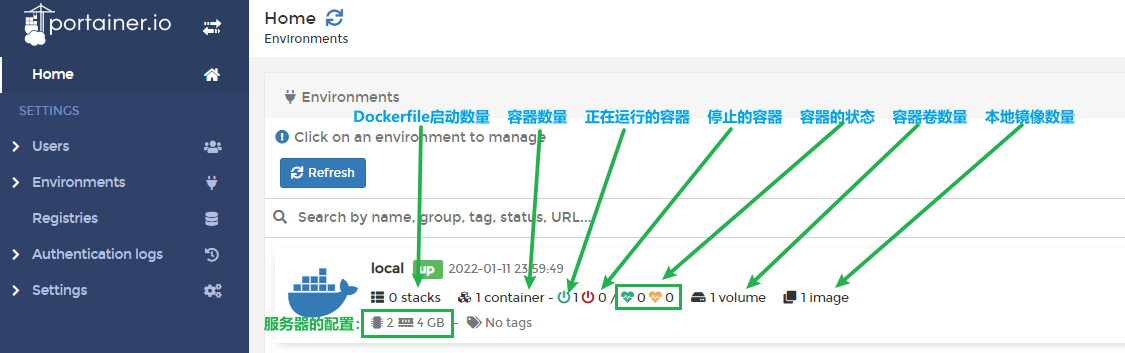 portainer.io
Home
SETTINGS
Users
Environments
Registries
Authentication logs
Settings
Home
Environments
Environments
Dockerfile启动数量 容器数量 正在运行的容器 停止的容器 容器的状态 容器卷数量 本地镜像数量
Click on an environment to manage
Refresh
Search by name, group, tag, status, URL...
local up 2022-01-11 23:59:49
0 stacks 1 container - 1 0 / 0 0 1 volume 1 image
服务器的配置: 2 4 GB - No tags